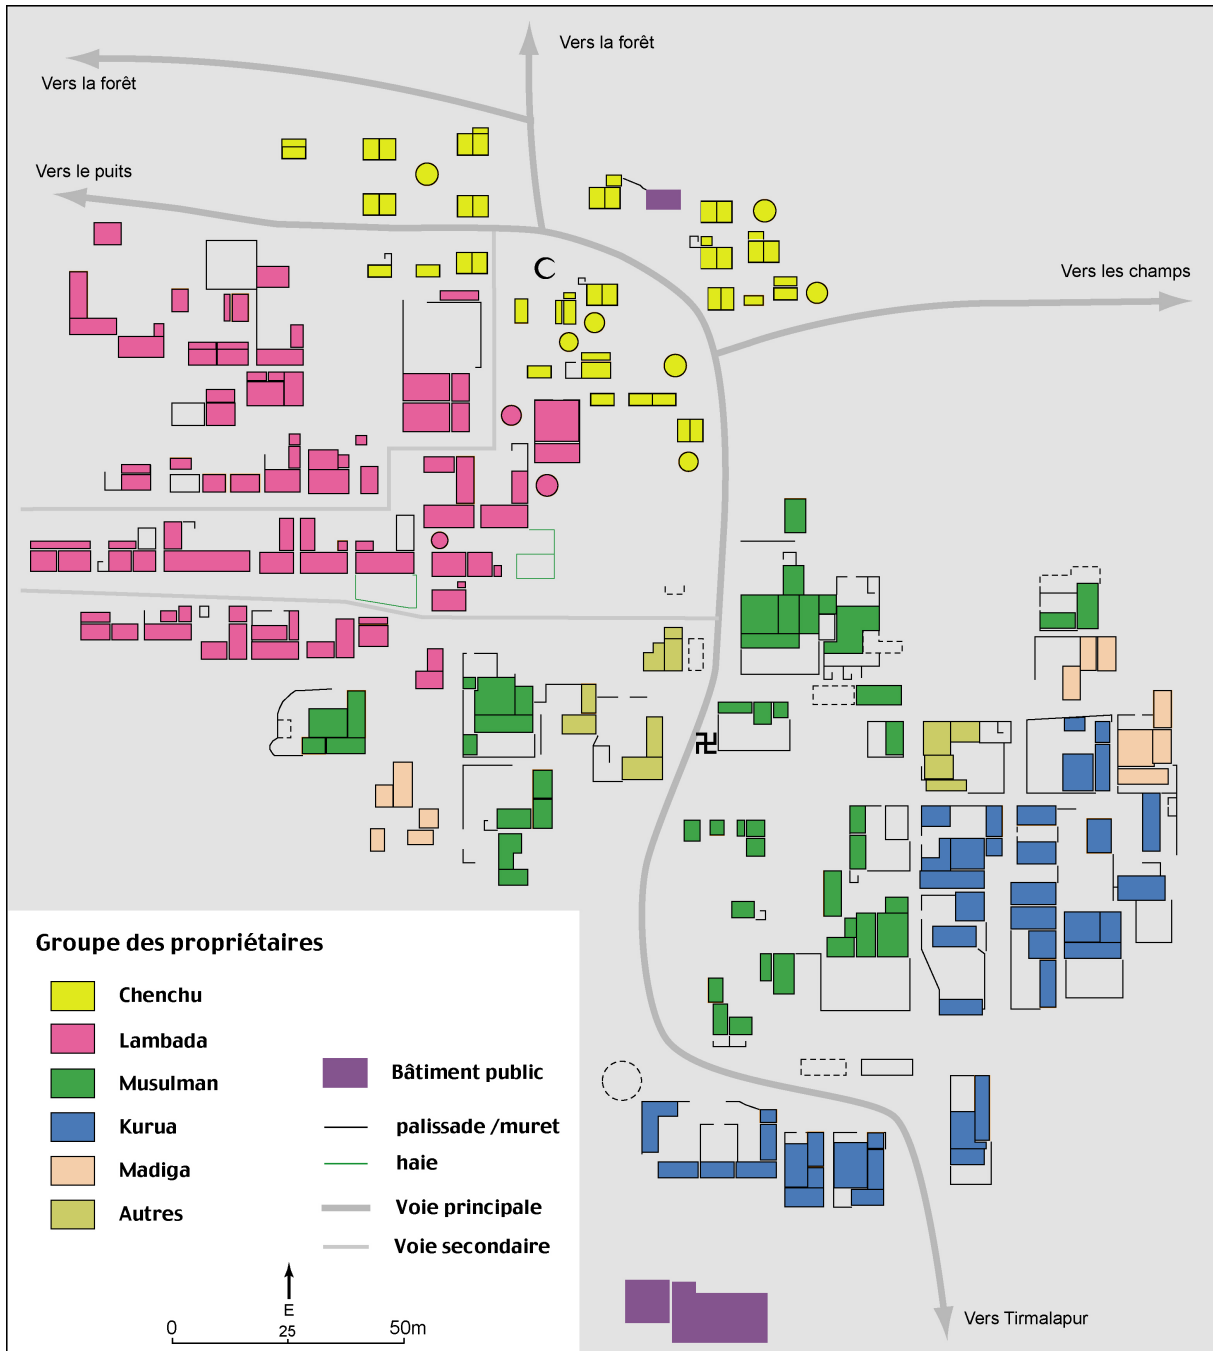 Vers la forêt
Vers la forêt
Vers le puits
Vers les champs
Groupe des propriétaires
Chenchu
Lambada
Musulman
Kurua
Madiga
Autres
Bâtiment public
palissade /muret
haie
Voie principale
Voie secondaire
E
0
25
50m
Vers Tirmalapur